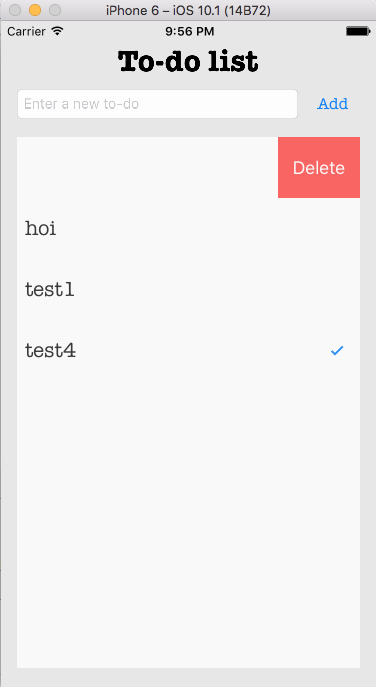 iPhone 6 – iOS 10.1 (14B72)
Carrier 9:56 PM
To-do list
Enter a new to-do Add
Delete
hoi
test1
test4